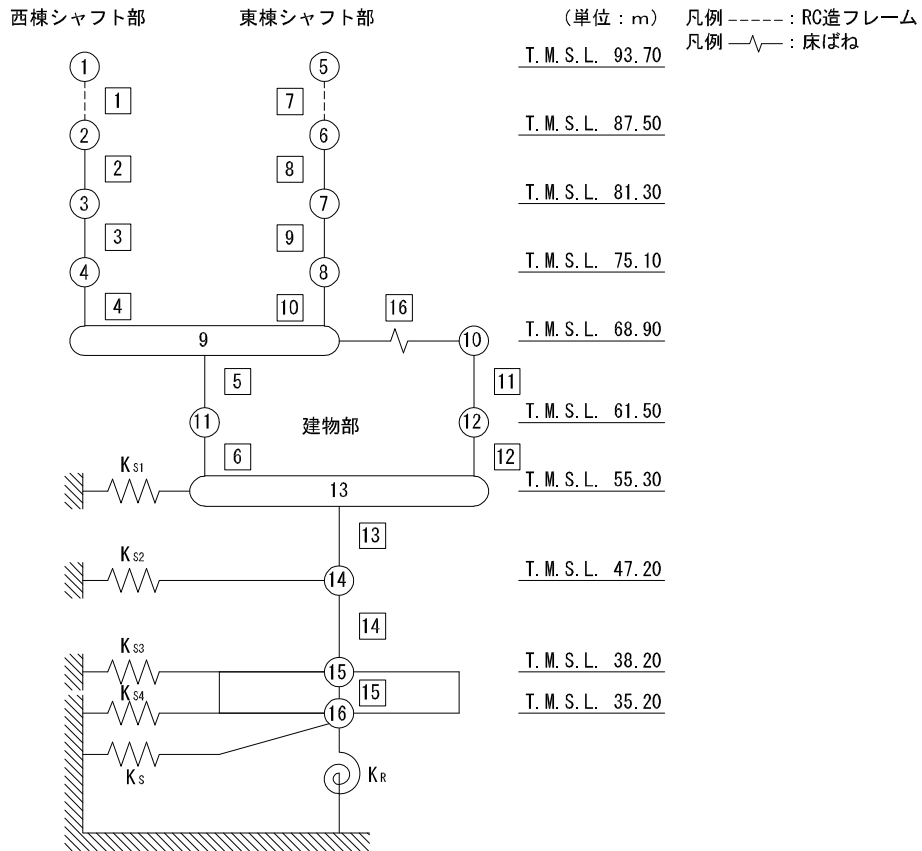 西棟シャフト部 東棟シャフト部 (単位：m) 凡例 ----- : RC造フレーム
凡例 : 床ばね
1 5 T.M.S.L. 93.70
1 7
2 6 T.M.S.L. 87.50
2 8
3 7 T.M.S.L. 81.30
3 9
4 8 T.M.S.L. 75.10
4 10 16
9 10 T.M.S.L. 68.90
5 11
11 建物部 12 T.M.S.L. 61.50
6 12
KS1 13 T.M.S.L. 55.30
13
KS2 14 T.M.S.L. 47.20
14
KS3 15 T.M.S.L. 38.20
15
KS4 16 T.M.S.L. 35.20
KS KR